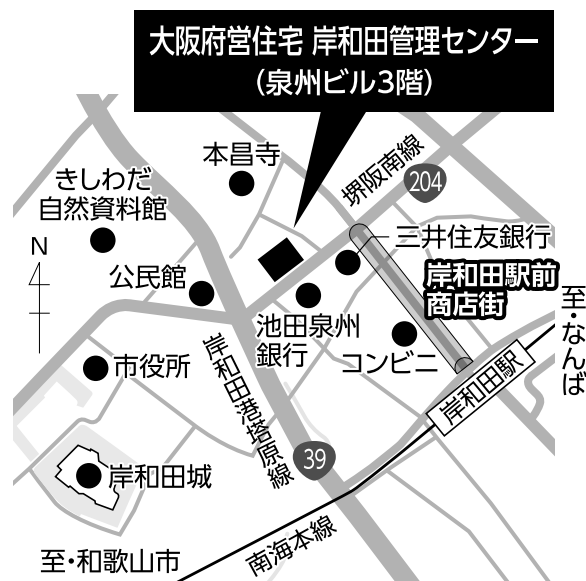 大阪府営住宅 岸和田管理センター
(泉州ビル3階)
本昌寺
堺阪南線
204
きしわだ
自然資料館
N
三井住友銀行
公民館
岸和田駅前
商店街
至・なんば
池田泉州
銀行
コンビニ
市役所
岸和田港塔原線
岸和田駅
39
岸和田城
南海本線
至・和歌山市